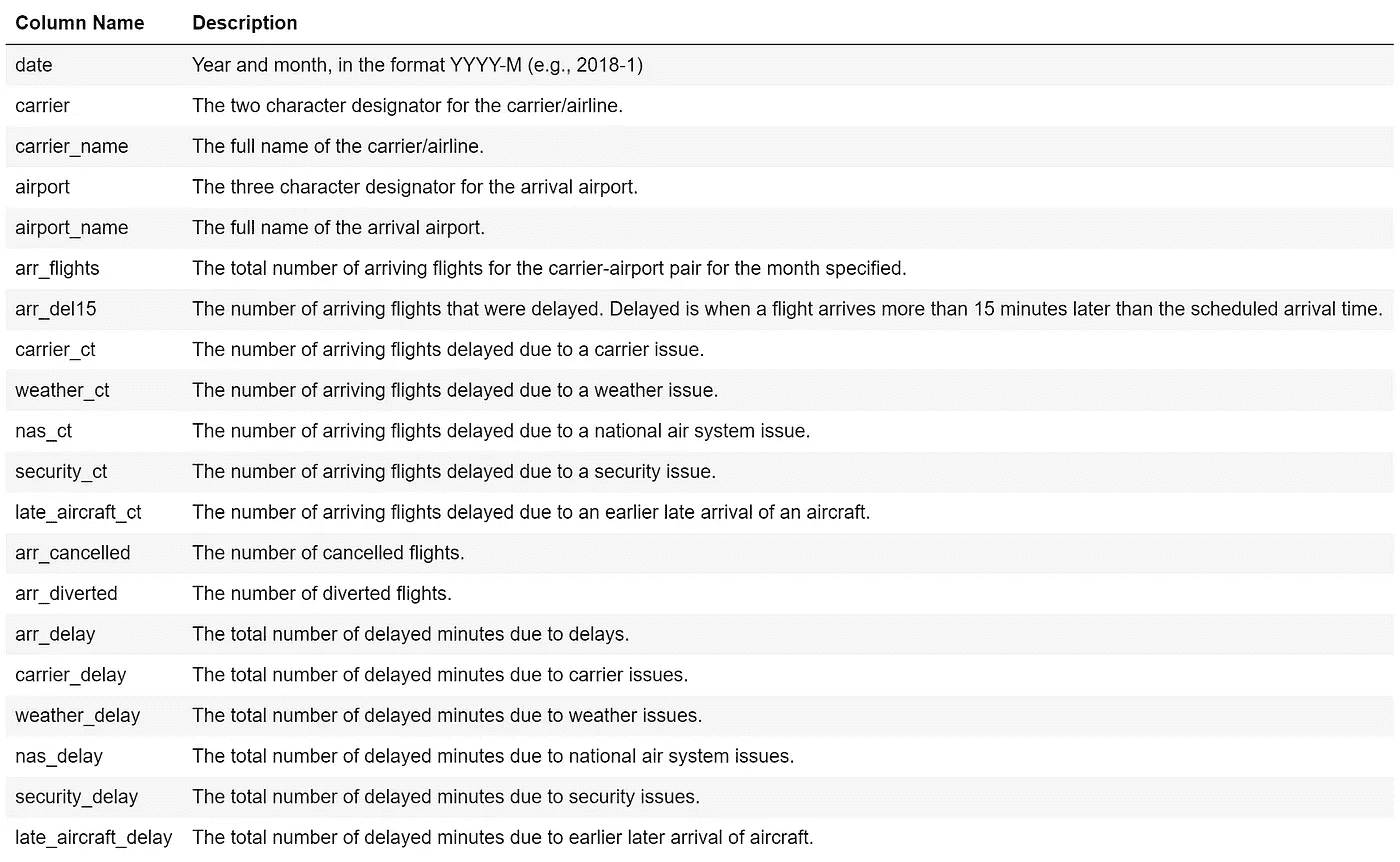 Column Name Description
date Year and month, in the format YYYY-M (e.g., 2018-1)
carrier The two character designator for the carrier/airline.
carrier_name The full name of the carrier/airline.
airport The three character designator for the arrival airport.
airport_name The full name of the arrival airport.
arr_flights The total number of arriving flights for the carrier-airport pair for the month specified.
arr_del15 The number of arriving flights that were delayed. Delayed is when a flight arrives more than 15 minutes later than the scheduled arrival time.
carrier_ct The number of arriving flights delayed due to a carrier issue.
weather_ct The number of arriving flights delayed due to a weather issue.
nas_ct The number of arriving flights delayed due to a national air system issue.
security_ct The number of arriving flights delayed due to a security issue.
late_aircraft_ct The number of arriving flights delayed due to an earlier late arrival of an aircraft.
arr_cancelled The number of cancelled flights.
arr_diverted The number of diverted flights.
arr_delay The total number of delayed minutes due to delays.
carrier_delay The total number of delayed minutes due to carrier issues.
weather_delay The total number of delayed minutes due to weather issues.
nas_delay The total number of delayed minutes due to national air system issues.
security_delay The total number of delayed minutes due to security issues.
late_aircraft_delay The total number of delayed minutes due to earlier later arrival of aircraft.